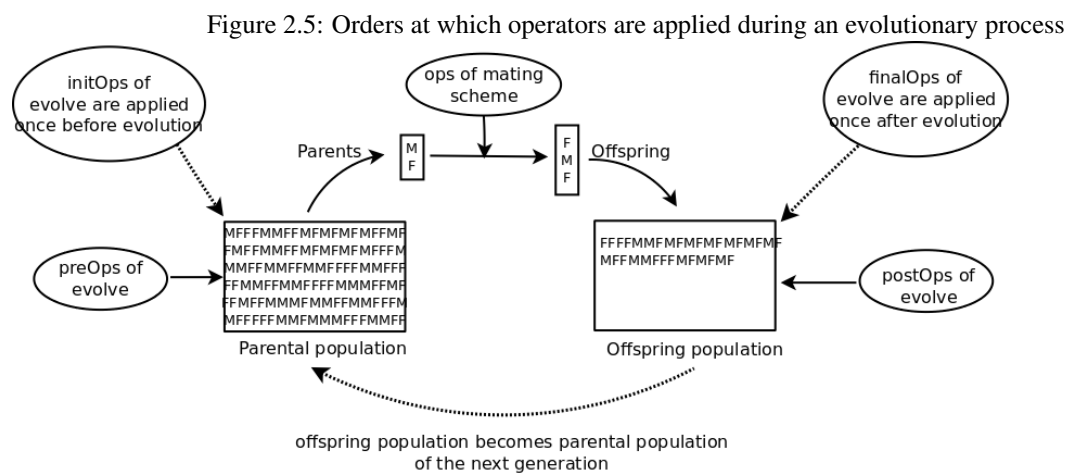 Figure 2.5: Orders at which operators are applied during an evolutionary process
initOps of
evolve are applied
once before evolution
ops of mating
scheme
finalOps of
evolve are applied
once after evolution
Parents
M
F
F
M
F
Offspring
preOps of
evolve
MFFFMMFFMFMFMFMFFMF
FMFFMMFFMFMFMFMFFFM
MMFFMMFFMMFFFFMMFFF
FFMMFFMMFFFFMMMFFMF
FFMFFMMMFMMFFMMFFFM
MFFFFFMMFMMMFFFMMFF
FFFFMMFMFMFMFMFMFMF
MFFMMFFFMFMFMF
postOps of
evolve
Parental population
Offspring population
offspring population becomes parental population
of the next generation